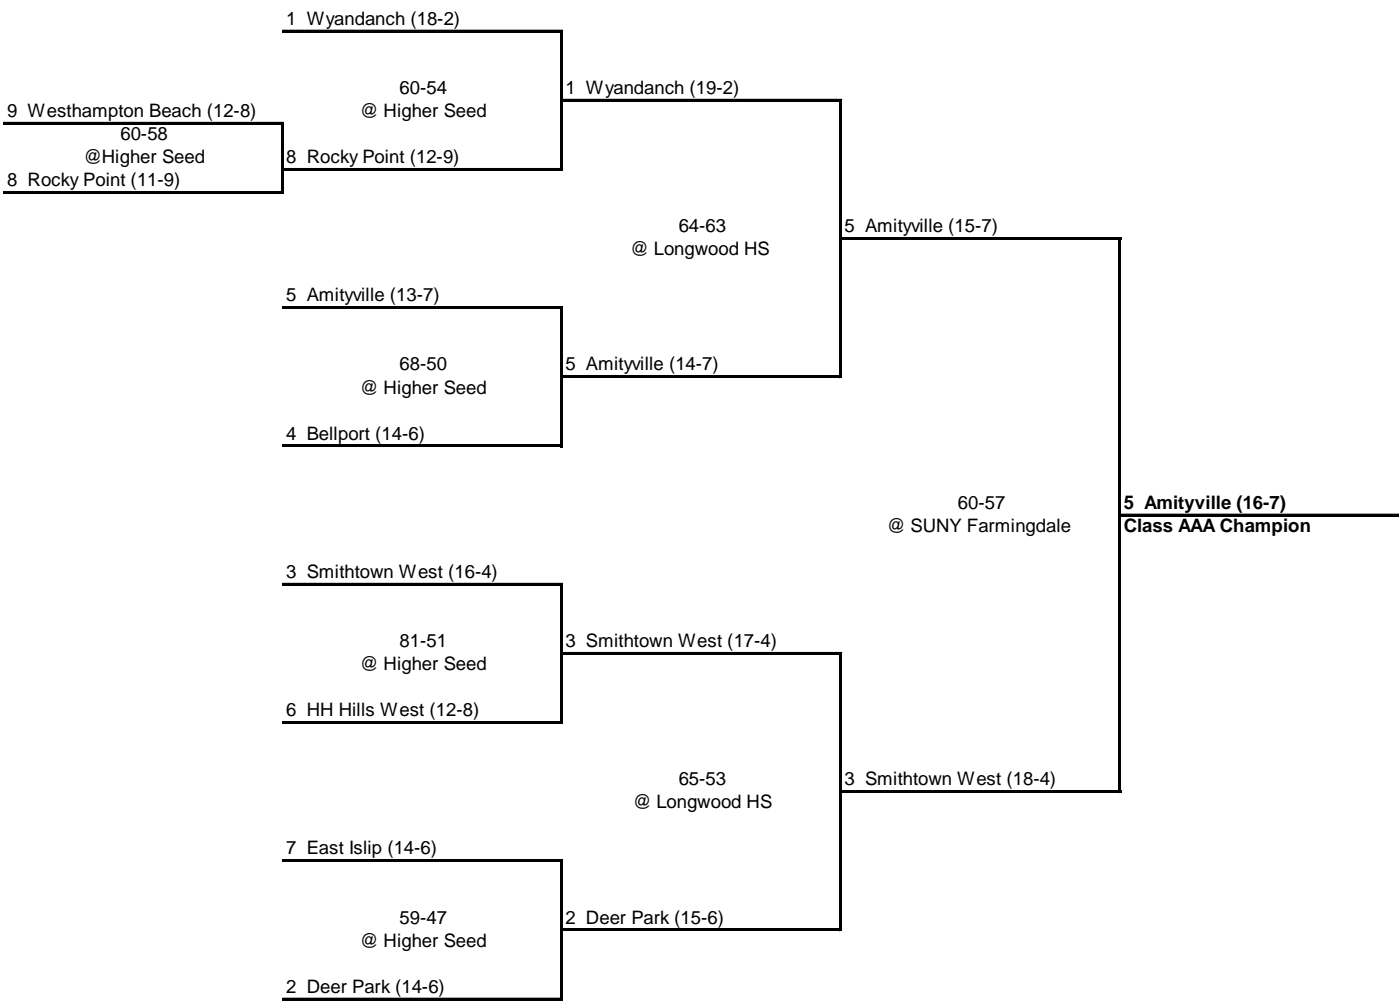 1 Wyandanch (18-2)
60-54
@ Higher Seed
1 Wyandanch (19-2)
9 Westhampton Beach (12-8)
60-58
@Higher Seed
8 Rocky Point (12-9)
8 Rocky Point (11-9)
64-63
@ Longwood HS
5 Amityville (15-7)
5 Amityville (13-7)
68-50
@ Higher Seed
5 Amityville (14-7)
4 Bellport (14-6)
60-57
@ SUNY Farmingdale
5 Amityville (16-7)
Class AAA Champion
3 Smithtown West (16-4)
81-51
@ Higher Seed
3 Smithtown West (17-4)
6 HH Hills West (12-8)
65-53
@ Longwood HS
3 Smithtown West (18-4)
7 East Islip (14-6)
59-47
@ Higher Seed
2 Deer Park (15-6)
2 Deer Park (14-6)